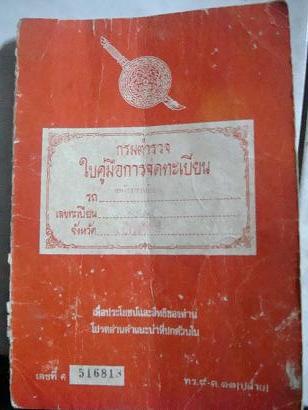 กรมตำรวจ
ใบคู่มือการจดทะเบียน
รถ
เลขทะเบียน
จังหวัด
เพื่อประโยชน์และสิทธิของท่าน
โปรดอ่านคำแนะนำที่ปกด้านใน
เลขที่ ค 516813